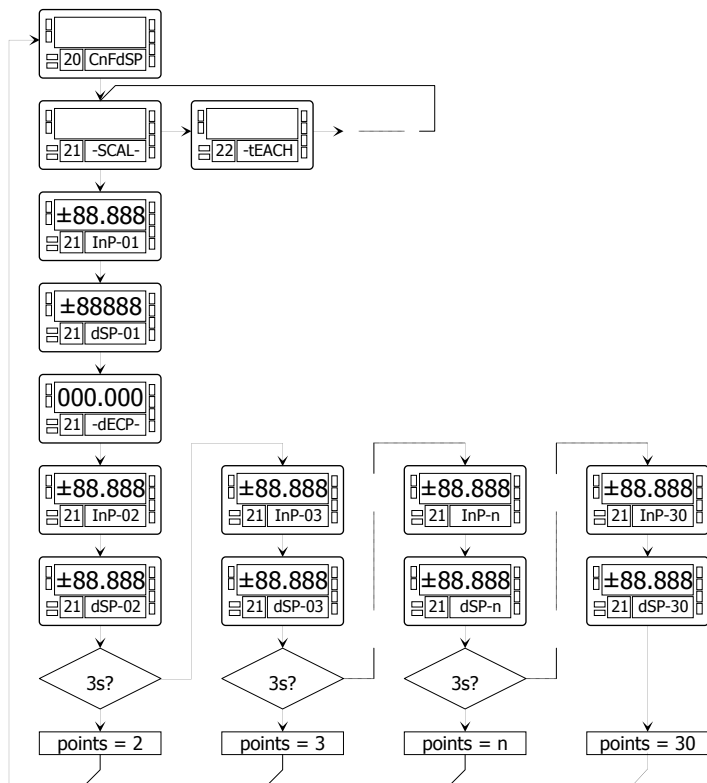 20 CnFdSP
21 -SCAL-
22 -tEACH
±88.888
21 InP-01
±88888
21 dSP-01
000.000
21 -dECP-
±88.888 ±88.888 ±88.888 ±88.888
21 InP-02 21 InP-03 21 InP-n 21 InP-30
±88.888 ±88.888 ±88.888 ±88.888
21 dSP-02 21 dSP-03 21 dSP-n 21 dSP-30
3s? 3s? 3s?
points = 2 points = 3 points = n points = 30